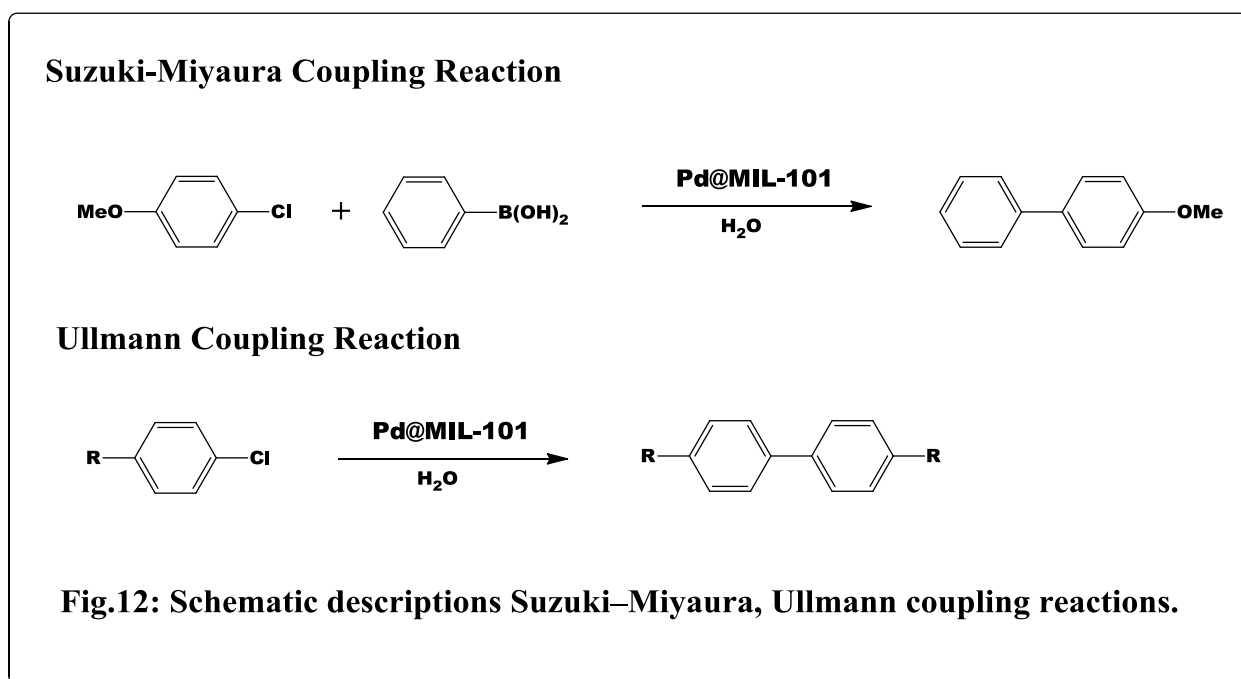 Suzuki-Miyaura Coupling Reaction
MeO Cl + B(OH)₂ Pd@MIL-101 H₂O OMe
Ullmann Coupling Reaction
R Cl Pd@MIL-101 H₂O R R
Fig.12: Schematic descriptions Suzuki–Miyaura, Ullmann coupling reactions.